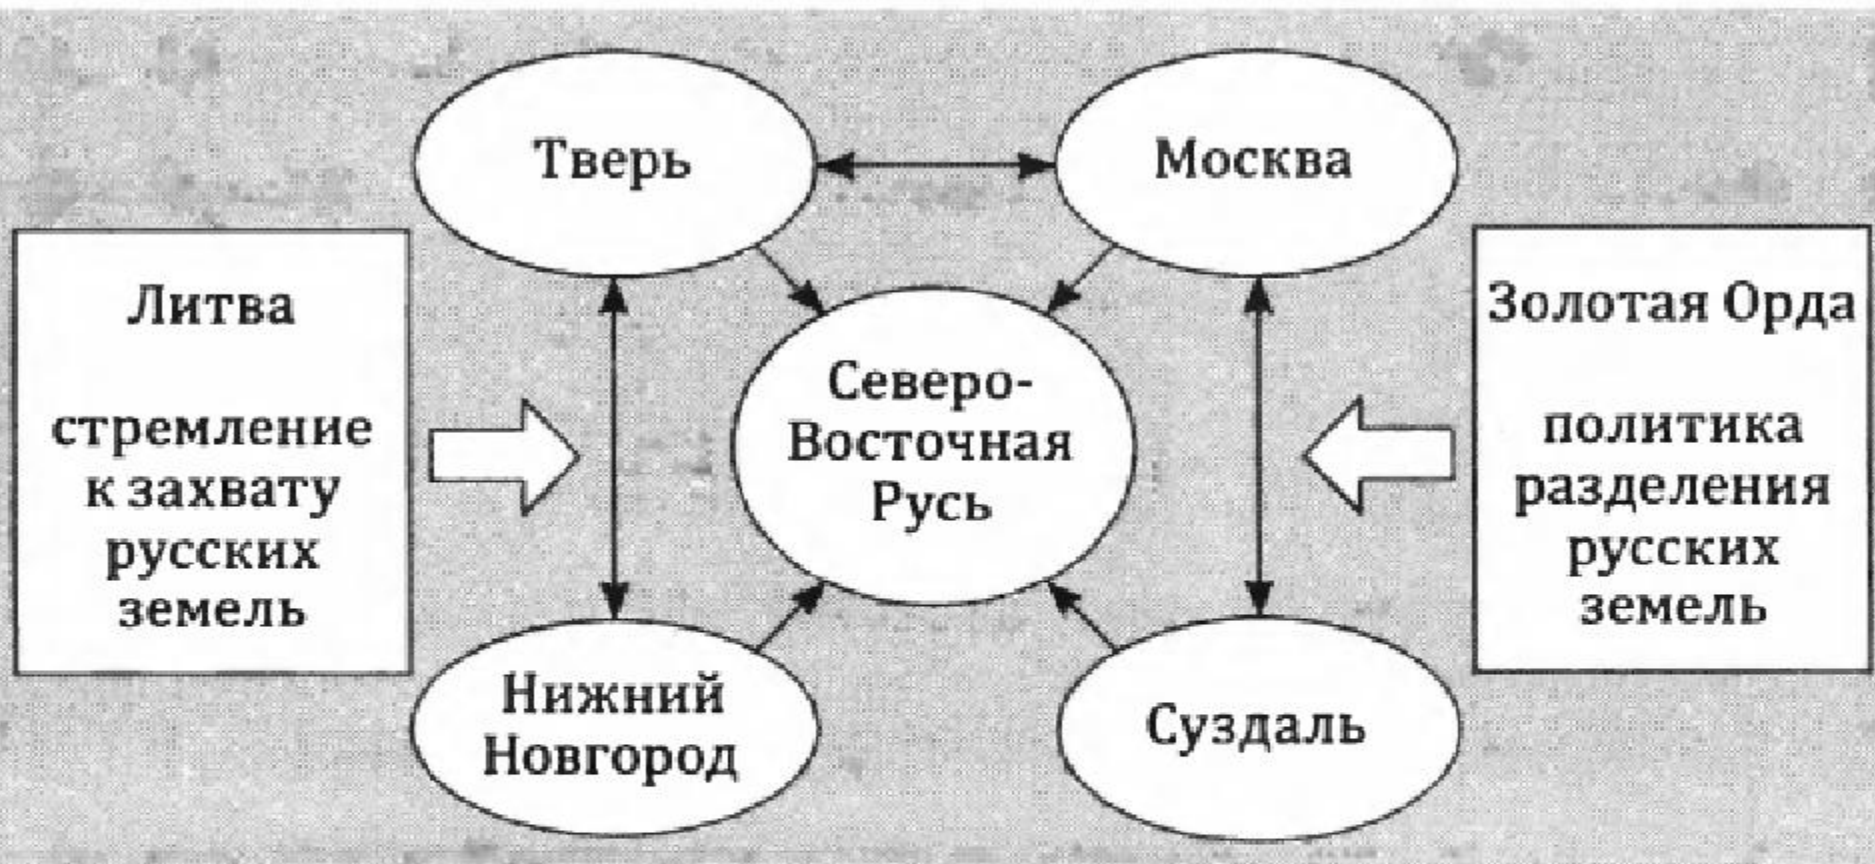 Тверь
Москва
Литва
стремление
к захвату
русских
земель
Северо-
Восточная
Русь
Золотая Орда
политика
разделения
русских
земель
Нижний
Новгород
Суздаль